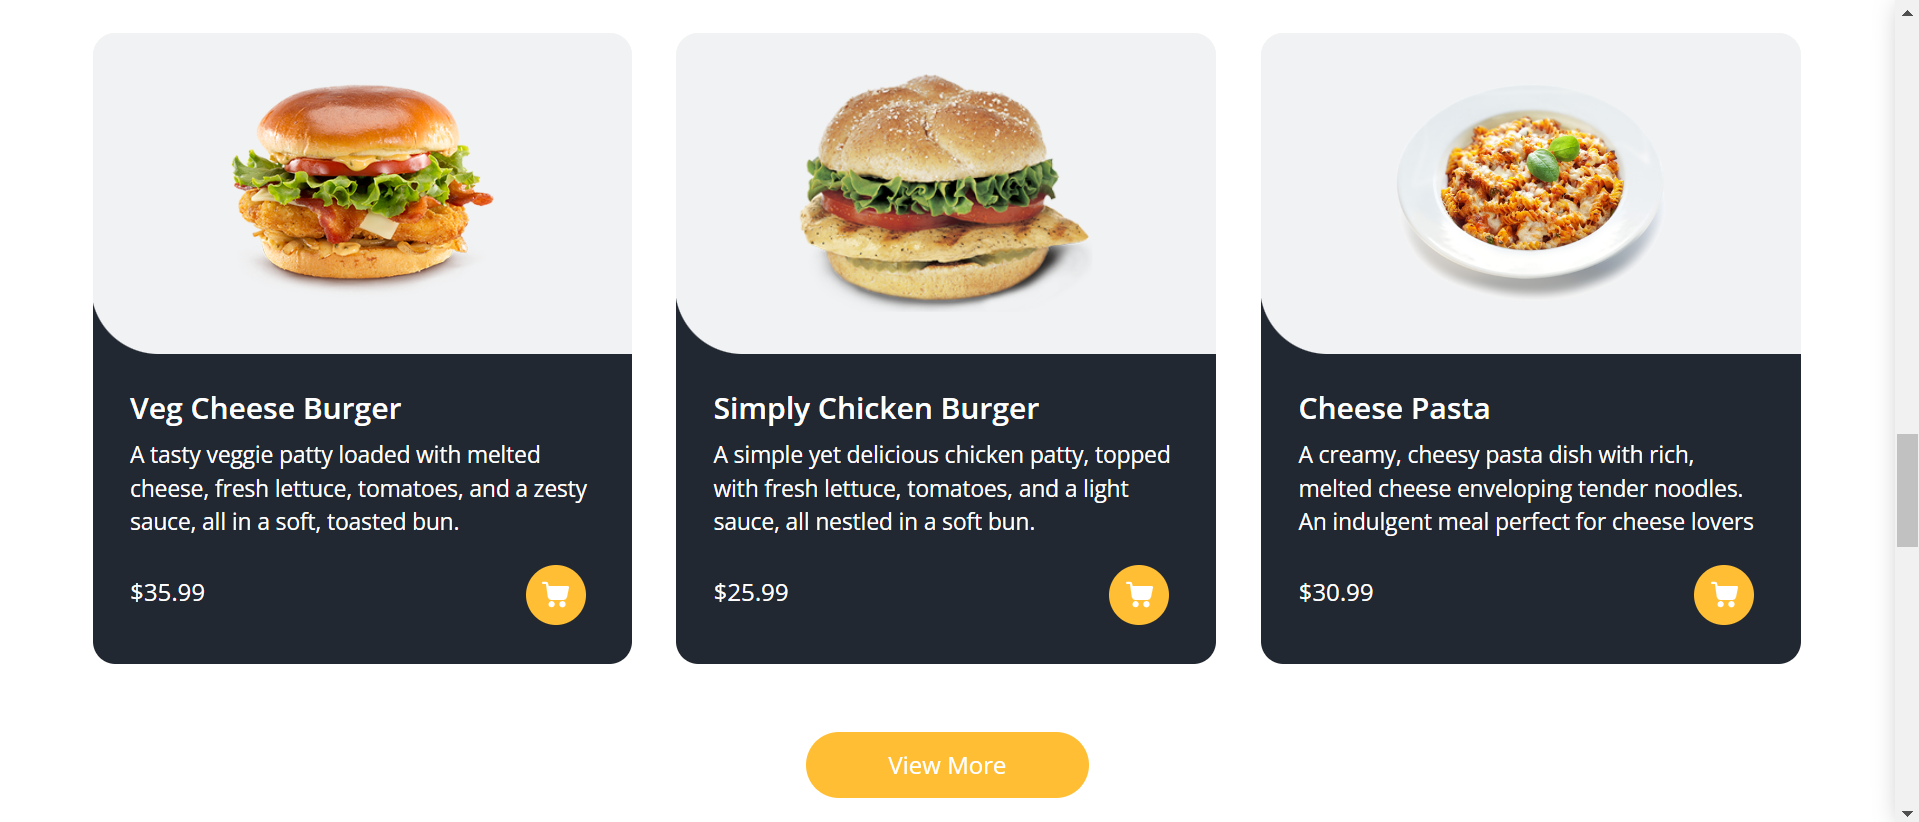 Veg Cheese Burger
A tasty veggie patty loaded with melted
cheese, fresh lettuce, tomatoes, and a zesty
sauce, all in a soft, toasted bun.
$35.99
Simply Chicken Burger
A simple yet delicious chicken patty, topped
with fresh lettuce, tomatoes, and a light
sauce, all nestled in a soft bun.
$25.99
Cheese Pasta
A creamy, cheesy pasta dish with rich,
melted cheese enveloping tender noodles.
An indulgent meal perfect for cheese lovers
$30.99
View More